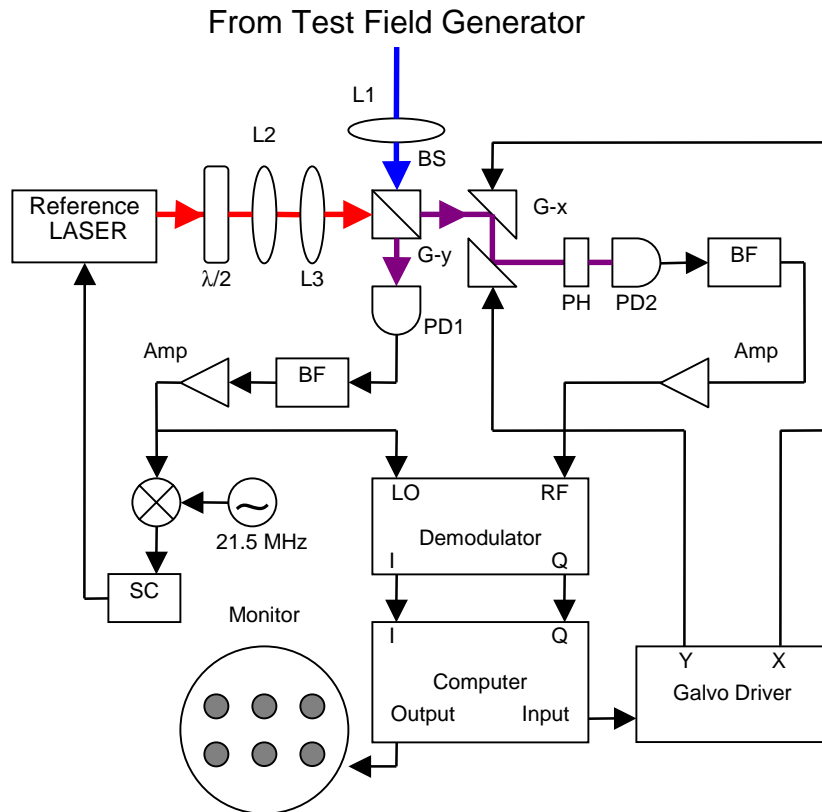 From Test Field Generator
L1
L2
BS
Reference
LASER
G-x
G-y
BF
λ/2
L3
PH
PD2
PD1
Amp
BF
Amp
LO
RF
21.5 MHz
Demodulator
I
Q
SC
Monitor
I
Q
Y
X
Computer
Galvo Driver
Output
Input